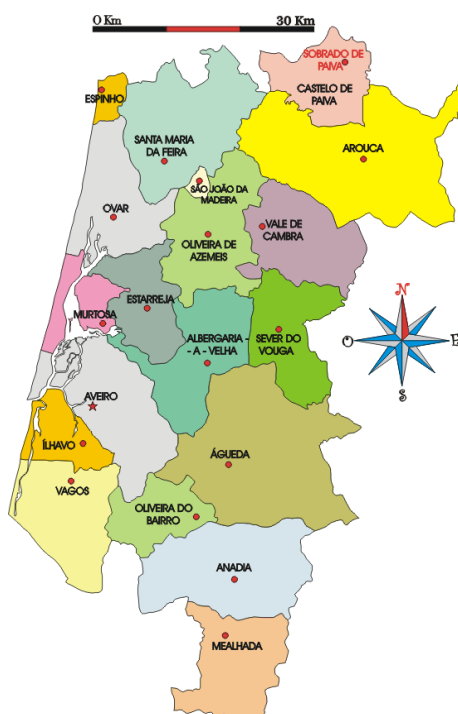 O Km 30 Km
SOBRADO DE
PAIVA
CASTELO DE
PAIVA
ESPINHO
SANTA MARIA
DA FEIRA
AROUCA
SÃO JOÃO DA
MADEIRA
OVAR
VALE DE
CAMBRA
OLIVEIRA DE
AZEMEIS
ESTARREJA
MURTOSA
ALBERGARIA -
- A - VELHA
SEVER DO
VOUGA
N
O E
S
AVEIRO
ÍLHAVO
ÁGUEDA
VAGOS
OLIVEIRA DO
BAIRRO
ANADIA
MEALHADA